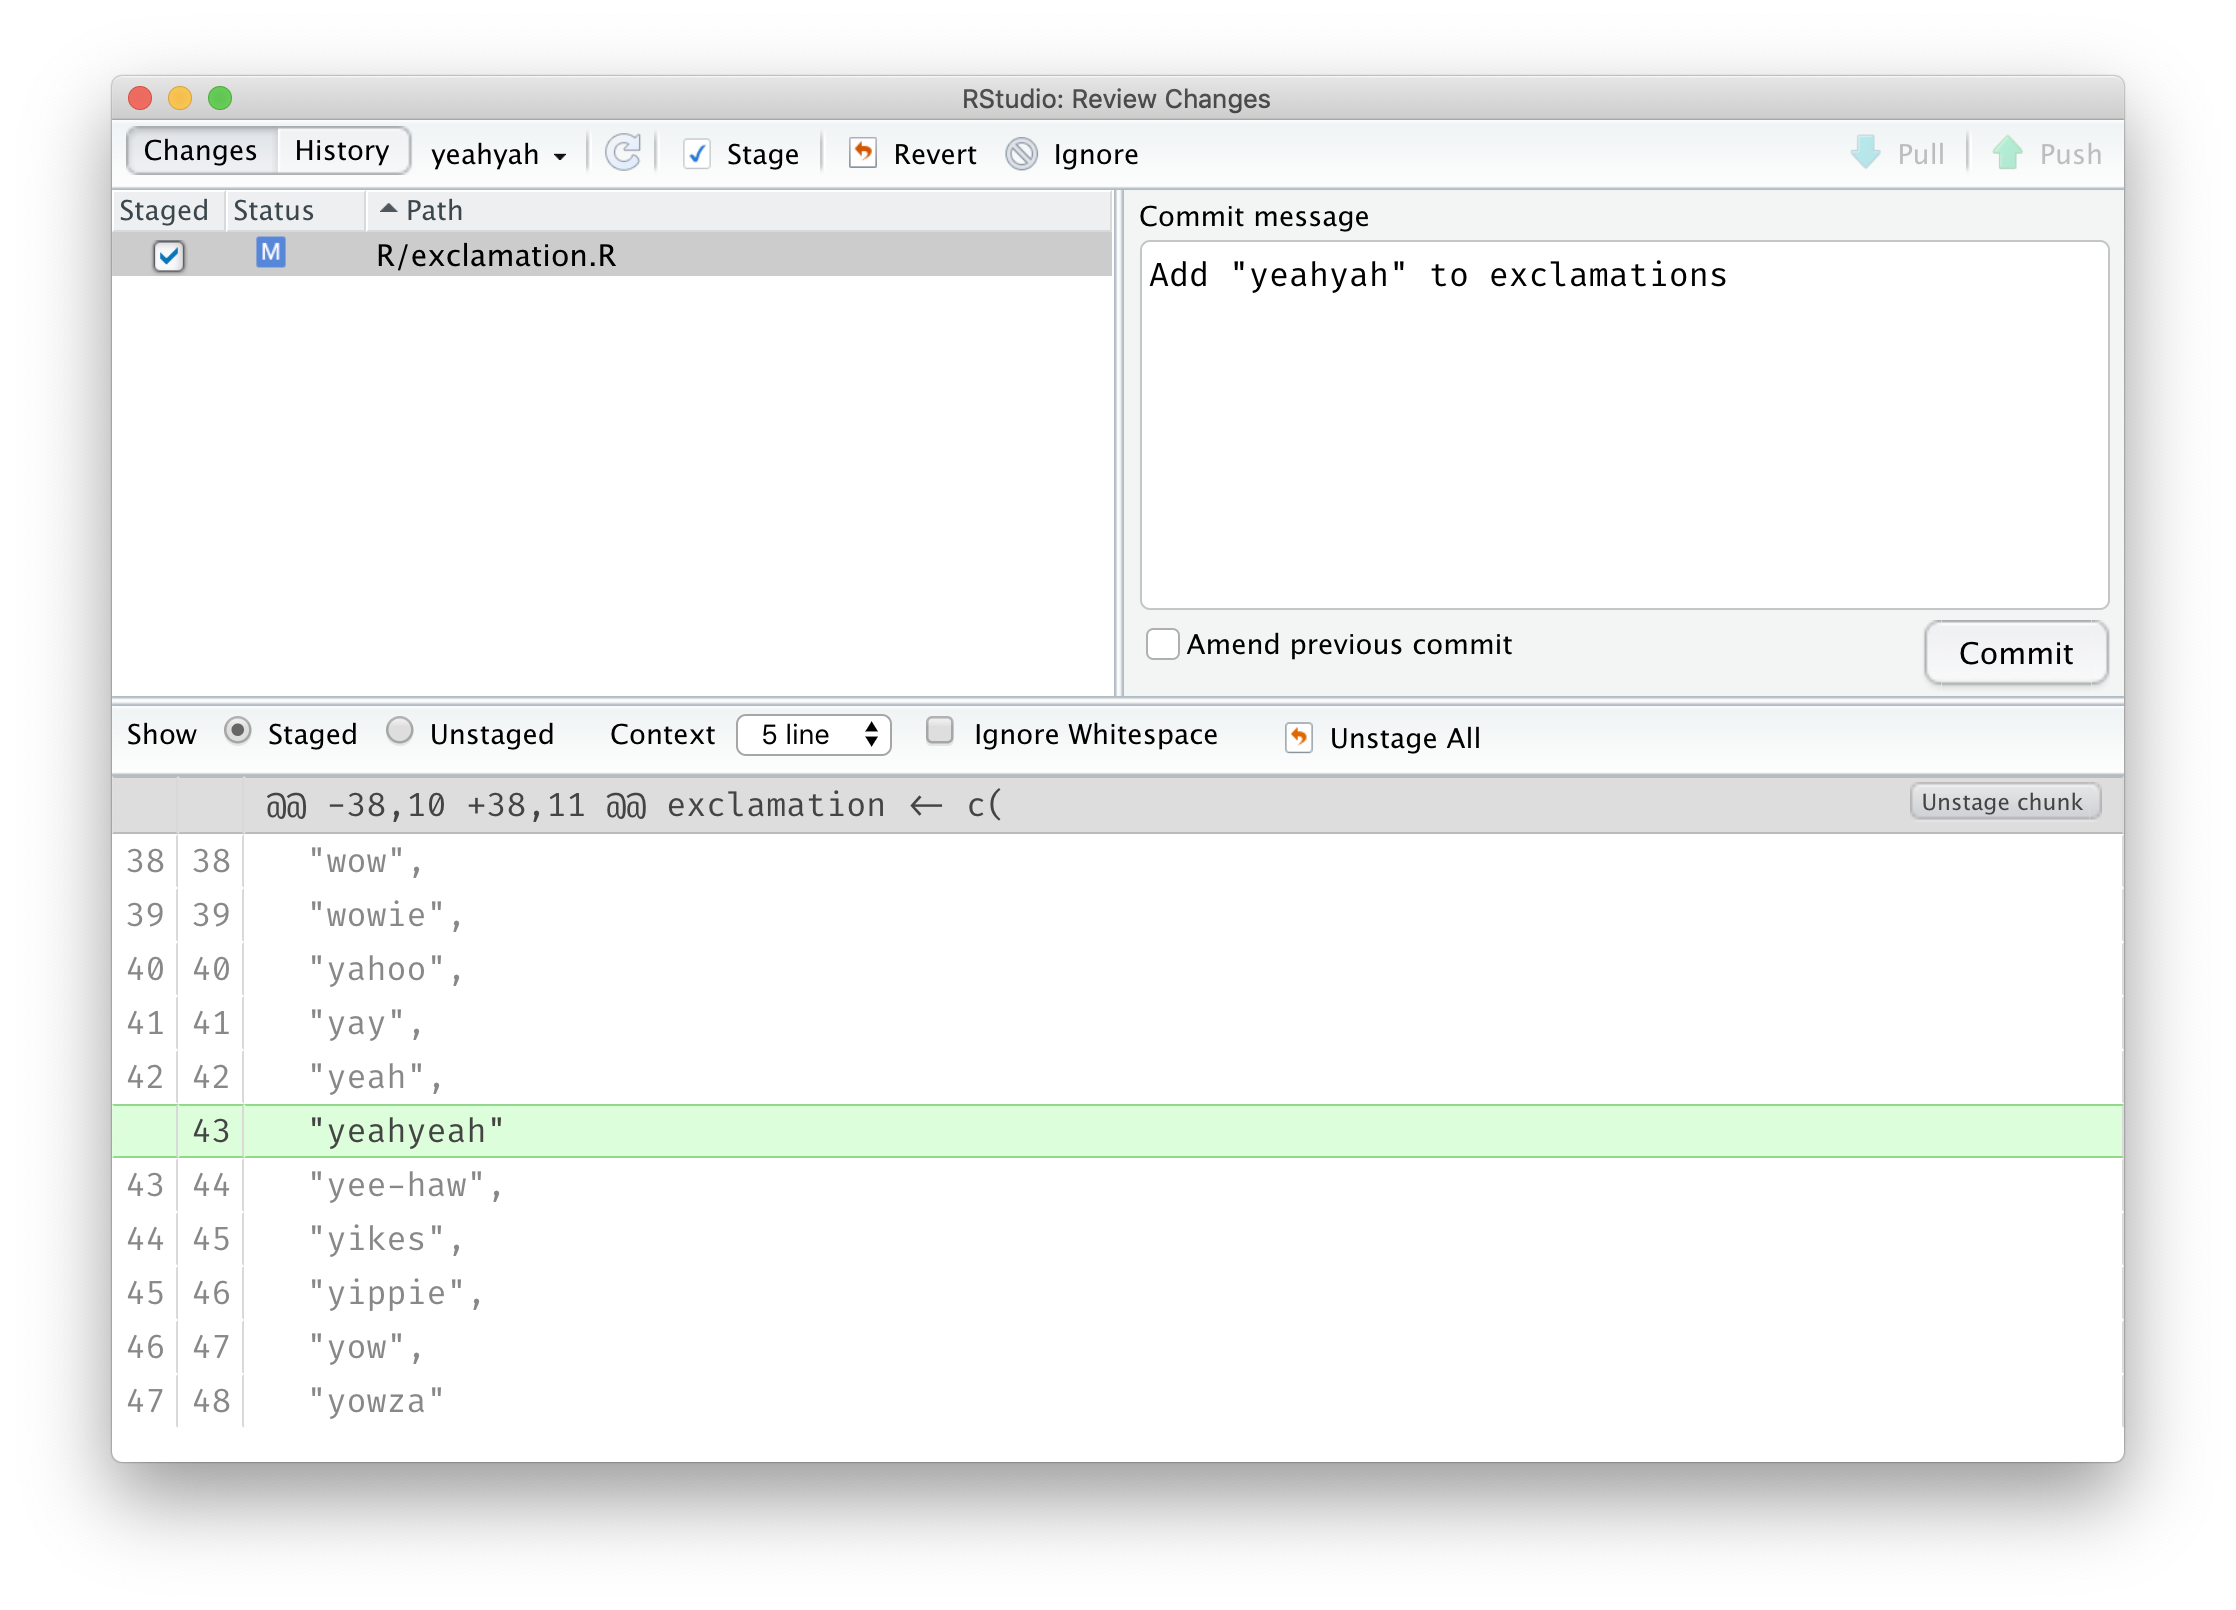 RStudio: Review Changes
Changes History yeahyah Stage Revert Ignore Pull Push
Staged Status Path
M R/exclamation.R
Commit message
Add "yeahyah" to exclamations
Amend previous commit
Commit
Show Staged Unstaged Context 5 line Ignore Whitespace Unstage All
@@ -38,10 +38,11 @@ exclamation ← c( Unstage chunk
38 38 "wow",
39 39 "wowie",
40 40 "yahoo",
41 41 "yay",
42 42 "yeah",
43 "yeahyeah"
43 44 "yee-haw",
44 45 "yikes",
45 46 "yippie",
46 47 "yow",
47 48 "yowza"